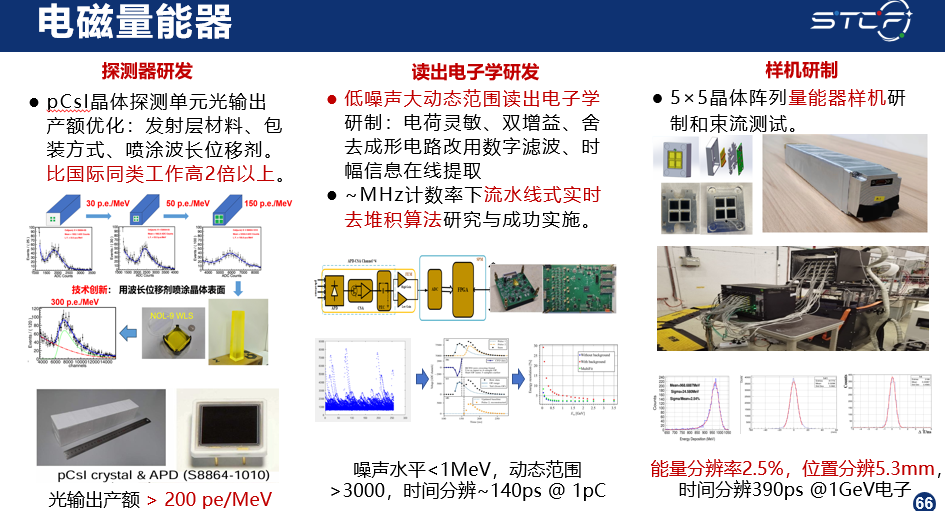 电磁量能器
STCF
探测器研发
● pCsI晶体探测单元光输出
产额优化：发射层材料、包
装方式、喷涂波长位移剂。
比国际同类工作高2倍以上。
30 p.e./MeV
50 p.e./MeV
150 p.e./MeV
技术创新： 用波长位移剂喷涂晶体表面
300 p.e./MeV
NOL-9 WLS
channels
pCsI crystal & APD (S8864-1010)
光输出产额 > 200 pe/MeV
读出电子学研发
● 低噪声大动态范围读出电子学
研制：电荷灵敏、双增益、舍
去成形电路改用数字滤波、时
幅信息在线提取
● ~MHz计数率下流水线式实时
去堆积算法研究与成功实施。
FPGA
Without background
With background
噪声水平<1MeV，动态范围
>3000，时间分辨~140ps @ 1pC
样机研制
● 5×5晶体阵列量能器样机研
制和束流测试。
Counts
Energy Deposition (MeV)
能量分辨率2.5%，位置分辨5.3mm，
时间分辨390ps @1GeV电子
66